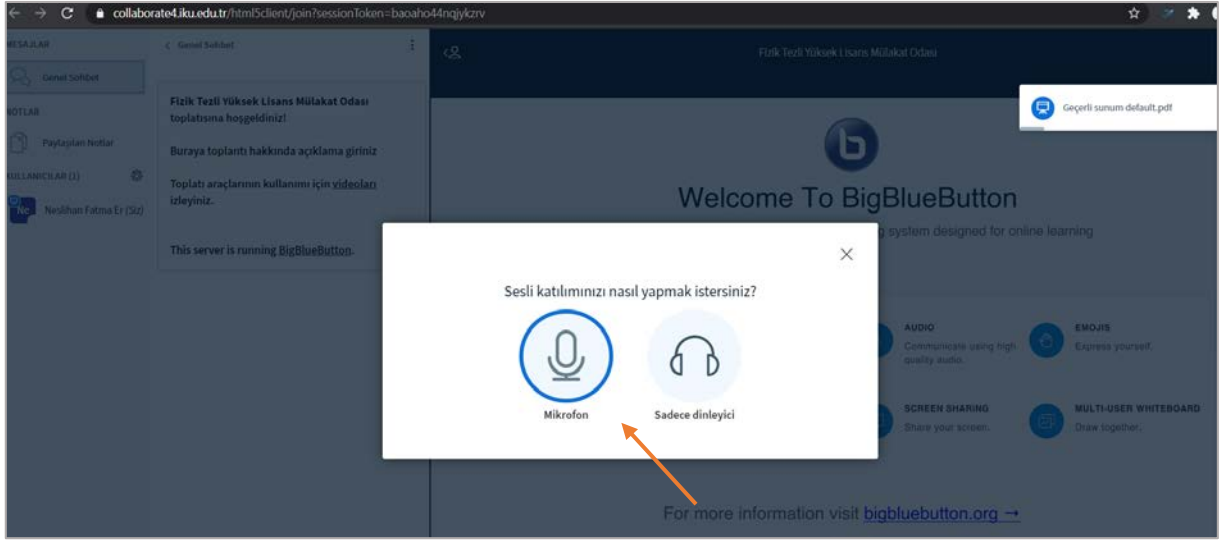 collaborate4.iku.edu.tr/html5client/join?sessionToken=baoaho44nqjykzrv
MESAJLAR
Genel Sohbet
NOTLAR
Paylaşılan Notlar
KULLANICILAR (1)
Ne
Neslihan Fatma Er (Siz)
Genel Sohbet
Fizik Tezli Yüksek Lisans Mülakat Odası
toplatısına hoşgeldiniz!
Buraya toplantı hakkında açıklama giriniz
Toplatı araçlarının kullanımı için videoları
izleyiniz.
This server is running BigBlueButton.
Fizik Tezli Yüksek Lisans Mülakat Odası
Geçerli sunum default.pdf
b
Welcome To BigBlueButton
system designed for online learning
Sesli katılımınızı nasıl yapmak istersiniz?
Mikrofon
Sadece dinleyici
AUDIO
Communicate using high
quality audio.
EMOJIS
Express yourself.
SCREEN SHARING
Share your screen.
MULTI-USER WHITEBOARD
Draw together.
For more information visit bigbluebutton.org →